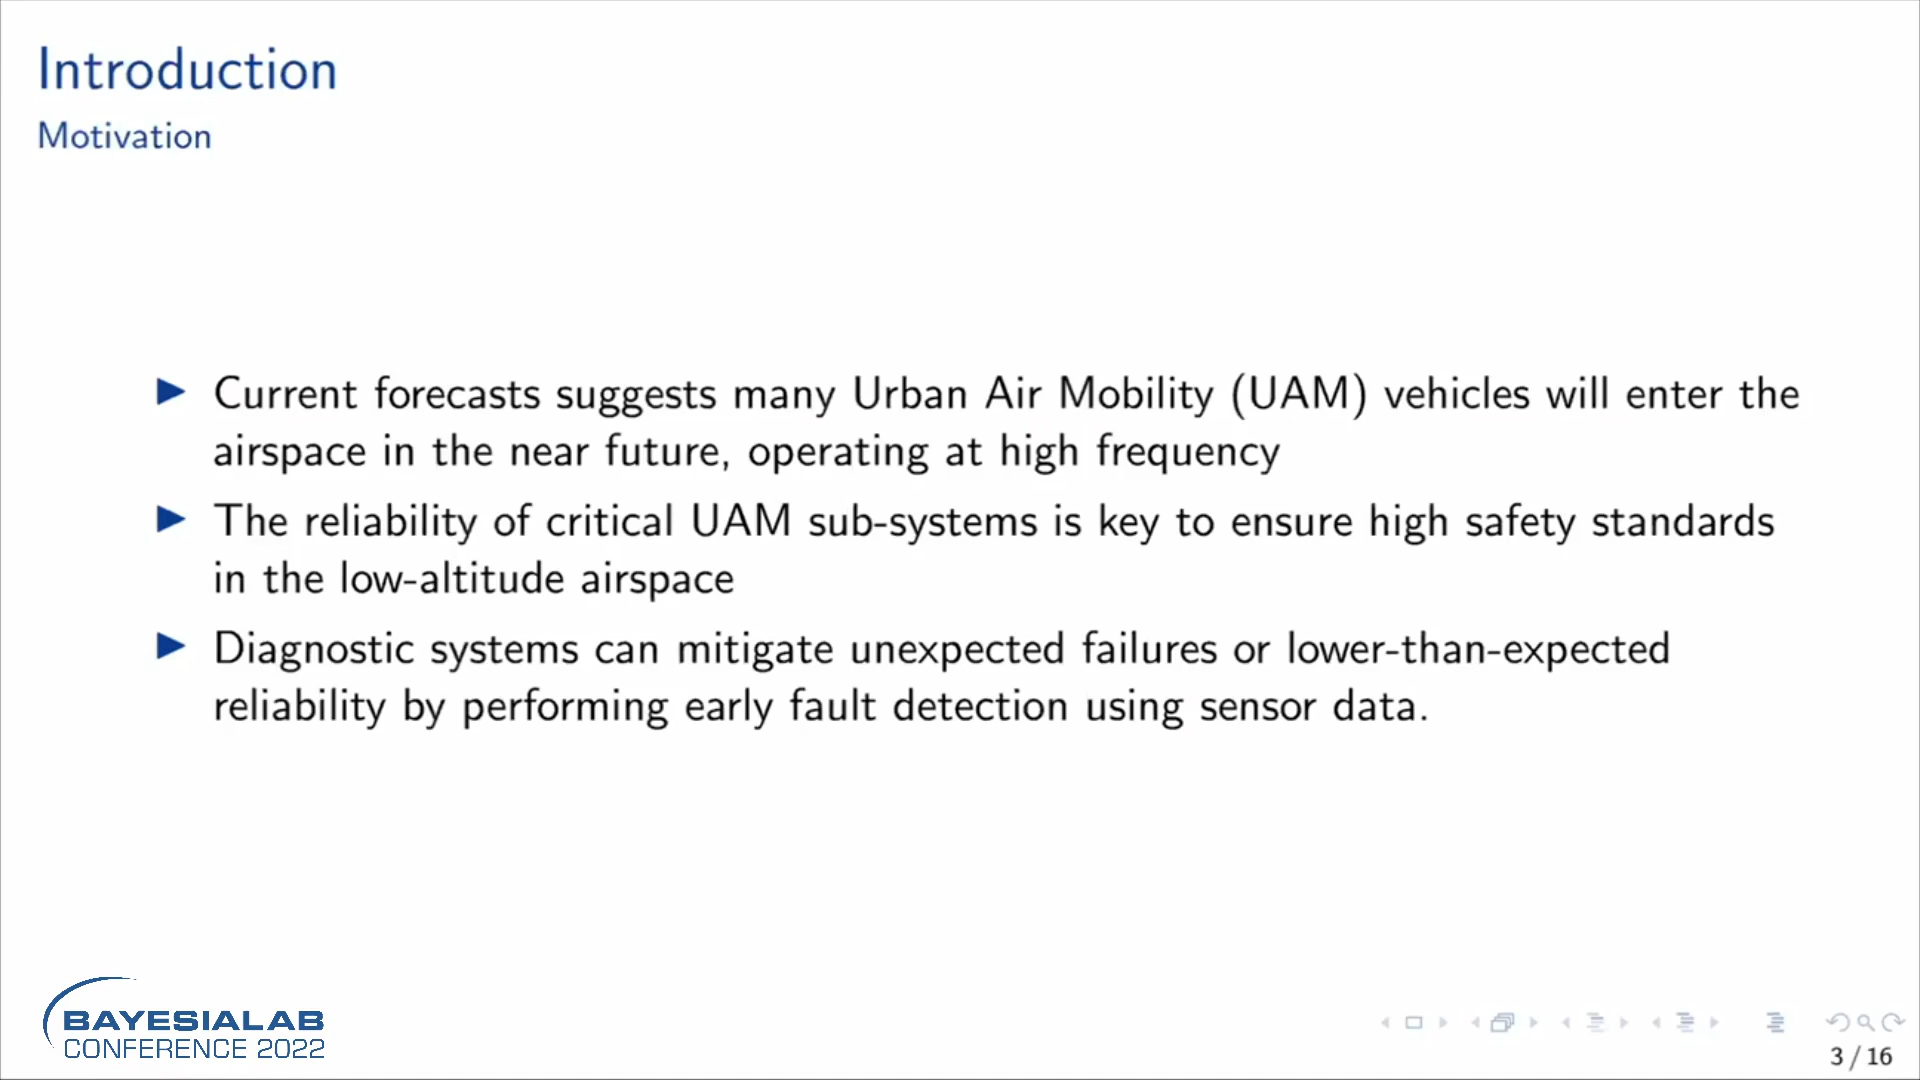 Introduction
Motivation
Current forecasts suggests many Urban Air Mobility (UAM) vehicles will enter the
airspace in the near future, operating at high frequency
The reliability of critical UAM sub-systems is key to ensure high safety standards
in the low-altitude airspace
Diagnostic systems can mitigate unexpected failures or lower-than-expected
reliability by performing early fault detection using sensor data.
BAYESIALAB
CONFERENCE 2022
3 / 16